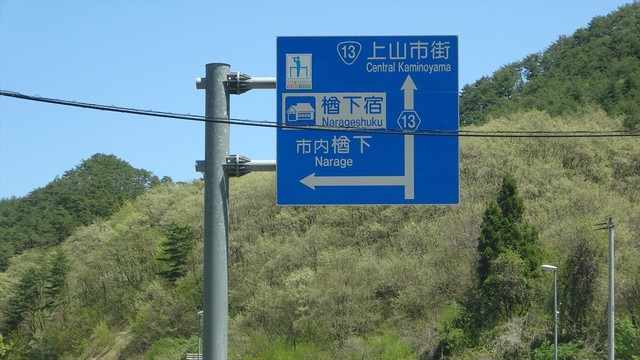 13 上山市街
Central Kaminoyama
楢下宿
Narageshuku
13
市内楢下
Narage